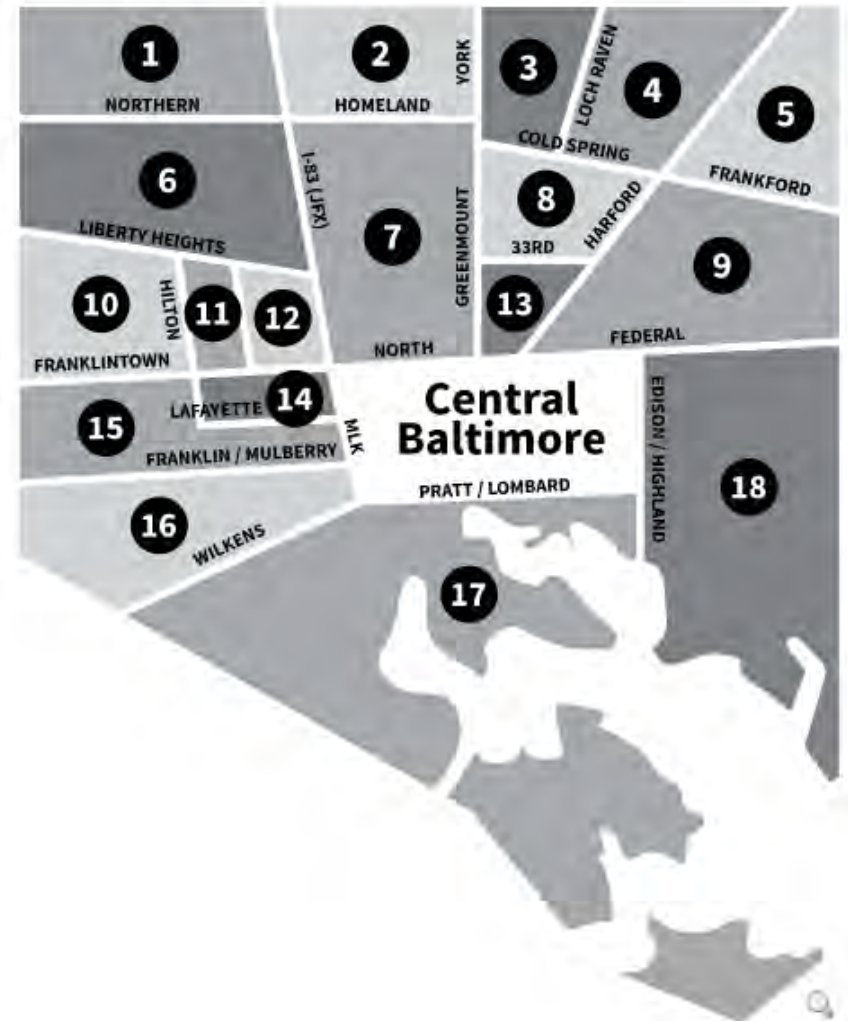 1
2
YORK
3
LOCH RAVEN
4
5
NORTHERN
HOMELAND
COLD SPRING
6
I-83 (JFX)
7
GREENMOUNT
8
HARFORD
FRANKFORD
LIBERTY HEIGHTS
33RD
9
10
HILTON
11
12
13
FRANKLINTOWN
NORTH
FEDERAL
15
LAFAYETTE
14
MLK
Central
Baltimore
EDISON / HIGHLAND
18
FRANKLIN / MULBERRY
PRATT / LOMBARD
16
WILKENS
17